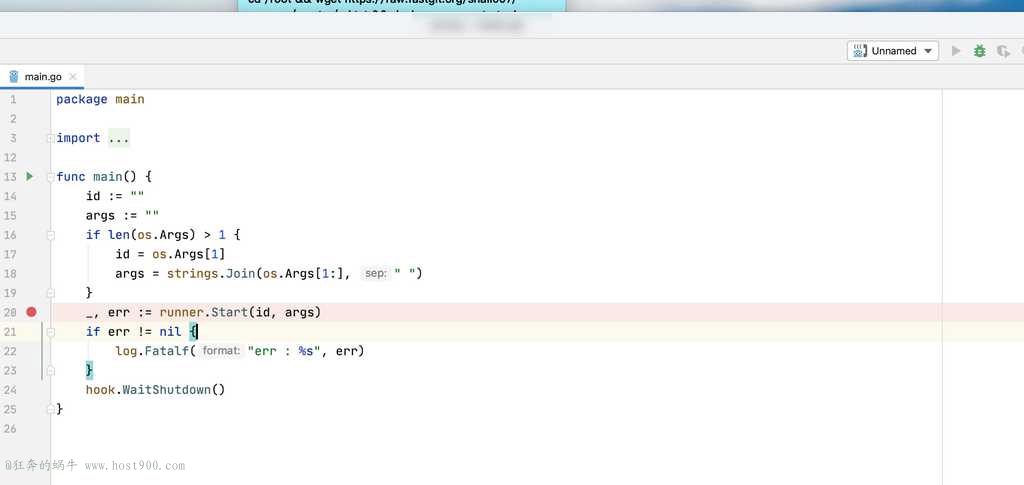 cd /root && wget https://raw.fastgit.org/shall007/
Unnamed
main.go
1 package main
2
3 import ...
12
13 func main() {
14 id := ""
15 args := ""
16 if len(os.Args) > 1 {
17 id = os.Args[1]
18 args = strings.Join(os.Args[1:], sep: " ")
19 }
20 _, err := runner.Start(id, args)
21 if err != nil {
22 log.Fatalf( format: "err : %s", err)
23 }
24 hook.WaitShutdown()
25 }
26
@狂奔的蜗牛 www.host900.com